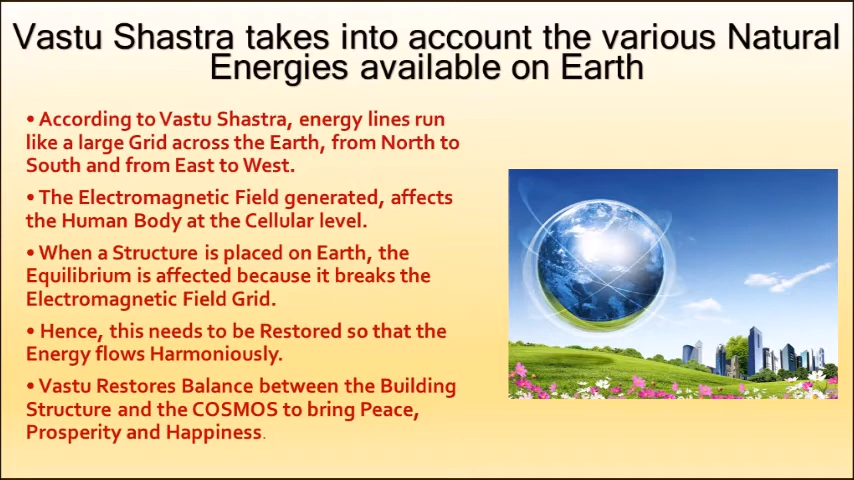 Vastu Shastra takes into account the various Natural
Energies available on Earth
• According to Vastu Shastra, energy lines run
like a large Grid across the Earth, from North to
South and from East to West.
• The Electromagnetic Field generated, affects
the Human Body at the Cellular level.
• When a Structure is placed on Earth, the
Equilibrium is affected because it breaks the
Electromagnetic Field Grid.
• Hence, this needs to be Restored so that the
Energy flows Harmoniously.
• Vastu Restores Balance between the Building
Structure and the COSMOS to bring Peace,
Prosperity and Happiness.